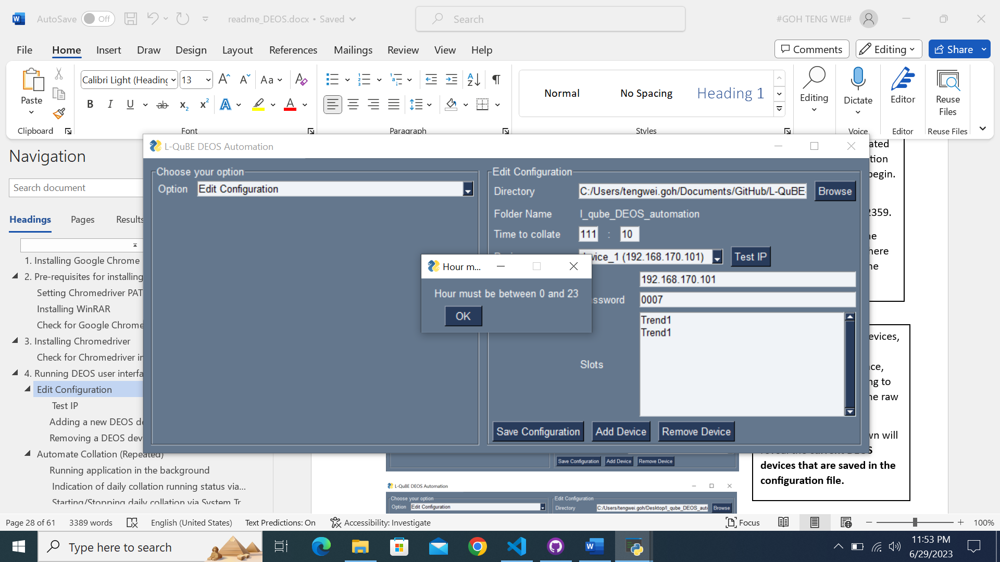 AutoSave Off readme_DEOS.docx • Saved Search #GOH TENG WEI#
File Home Insert Draw Design Layout References Mailings Review View Help Comments Editing Share
Paste
Calibri Light (Heading 13 Aa
B I U ab x₂ x² A A
A Z ¶
Normal No Spacing Heading 1
Editing Dictate Editor Reuse Files
Clipboard Font Paragraph Styles Voice Editor Reuse Files
Navigation
Search document
Headings Pages Results
1. Installing Google Chrome
2. Pre-requisites for installing
Setting Chromedriver PAT
Installing WinRAR
Check for Google Chrome
3. Installing Chromedriver
Check for Chromedriver in
4. Running DEOS user interfa
Edit Configuration
Test IP
Adding a new DEOS de
Removing a DEOS devi
Automate Collation (Repeated)
Running application in the background
Indication of daily collation running status via...
Starting/Stopping daily collation via System Tr
L-QuBE DEOS Automation
Choose your option
Option Edit Configuration
Edit Configuration
Directory C:/Users/tengwei.goh/Documents/GitHub/L-QuBE Browse
Folder Name l_qube_DEOS_automation
Time to collate 111 : 10
device_1 (192.168.170.101) Test IP
192.168.170.101
ssword 0007
Slots
Trend1
Trend1
Save Configuration Add Device Remove Device
Hour m...
Hour must be between 0 and 23
OK
ated
tion
begin.
2359.
ne
here
ne
evices,
ce,
ng to
ne raw
wn will
devices that are saved in the
configuration file.
Save Configuration Add Device Remove Device
L-QuBE DEOS Automation
Choose your option
Option Edit Configuration
Edit Configuration
Directory C:/Users/tengwei.goh/Desktop/l_qube_DEOS_aut Browse
Page 28 of 61 3389 words English (United States) Text Predictions: On Accessibility: Investigate Focus 100%
Type here to search
11:53 PM
6/29/2023